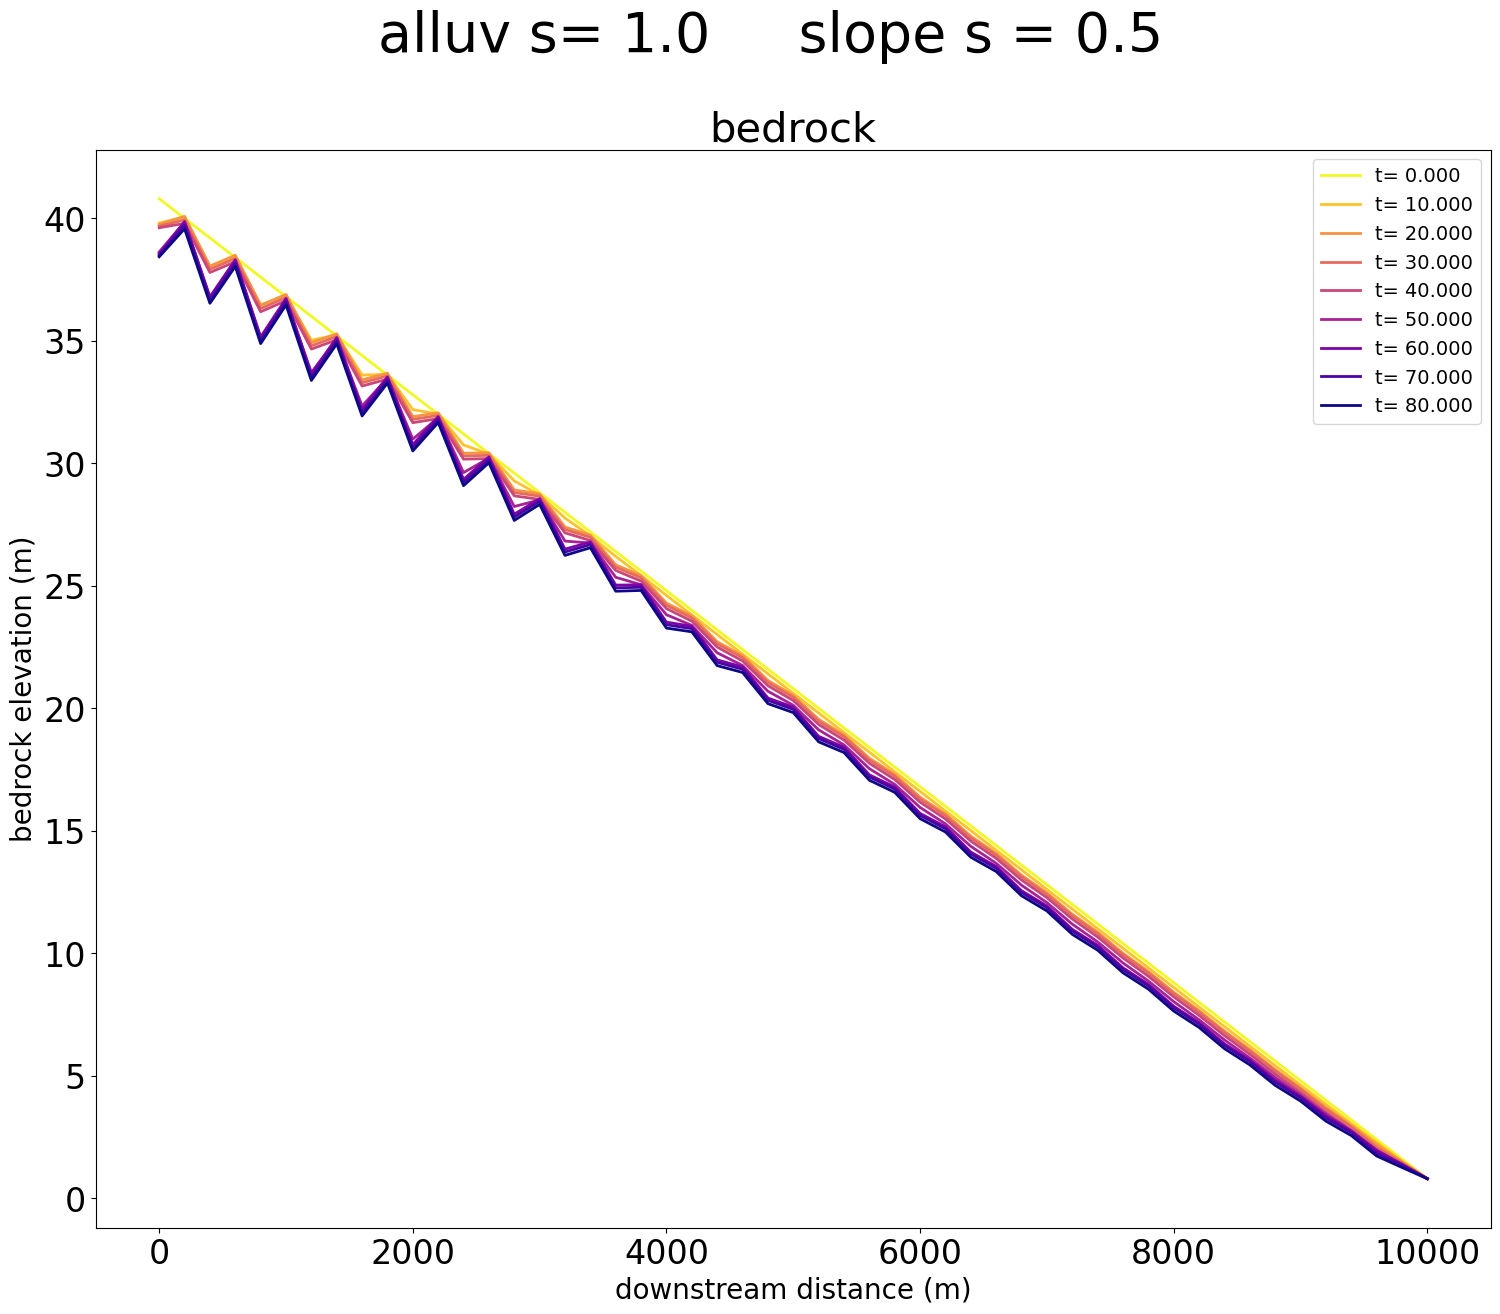 alluv s= 1.0     slope s = 0.5
bedrock
t= 0.000
t= 10.000
t= 20.000
t= 30.000
t= 40.000
t= 50.000
t= 60.000
t= 70.000
t= 80.000
bedrock elevation (m)
40
35
30
25
20
15
10
5
0
0 2000 4000 6000 8000 10000
downstream distance (m)